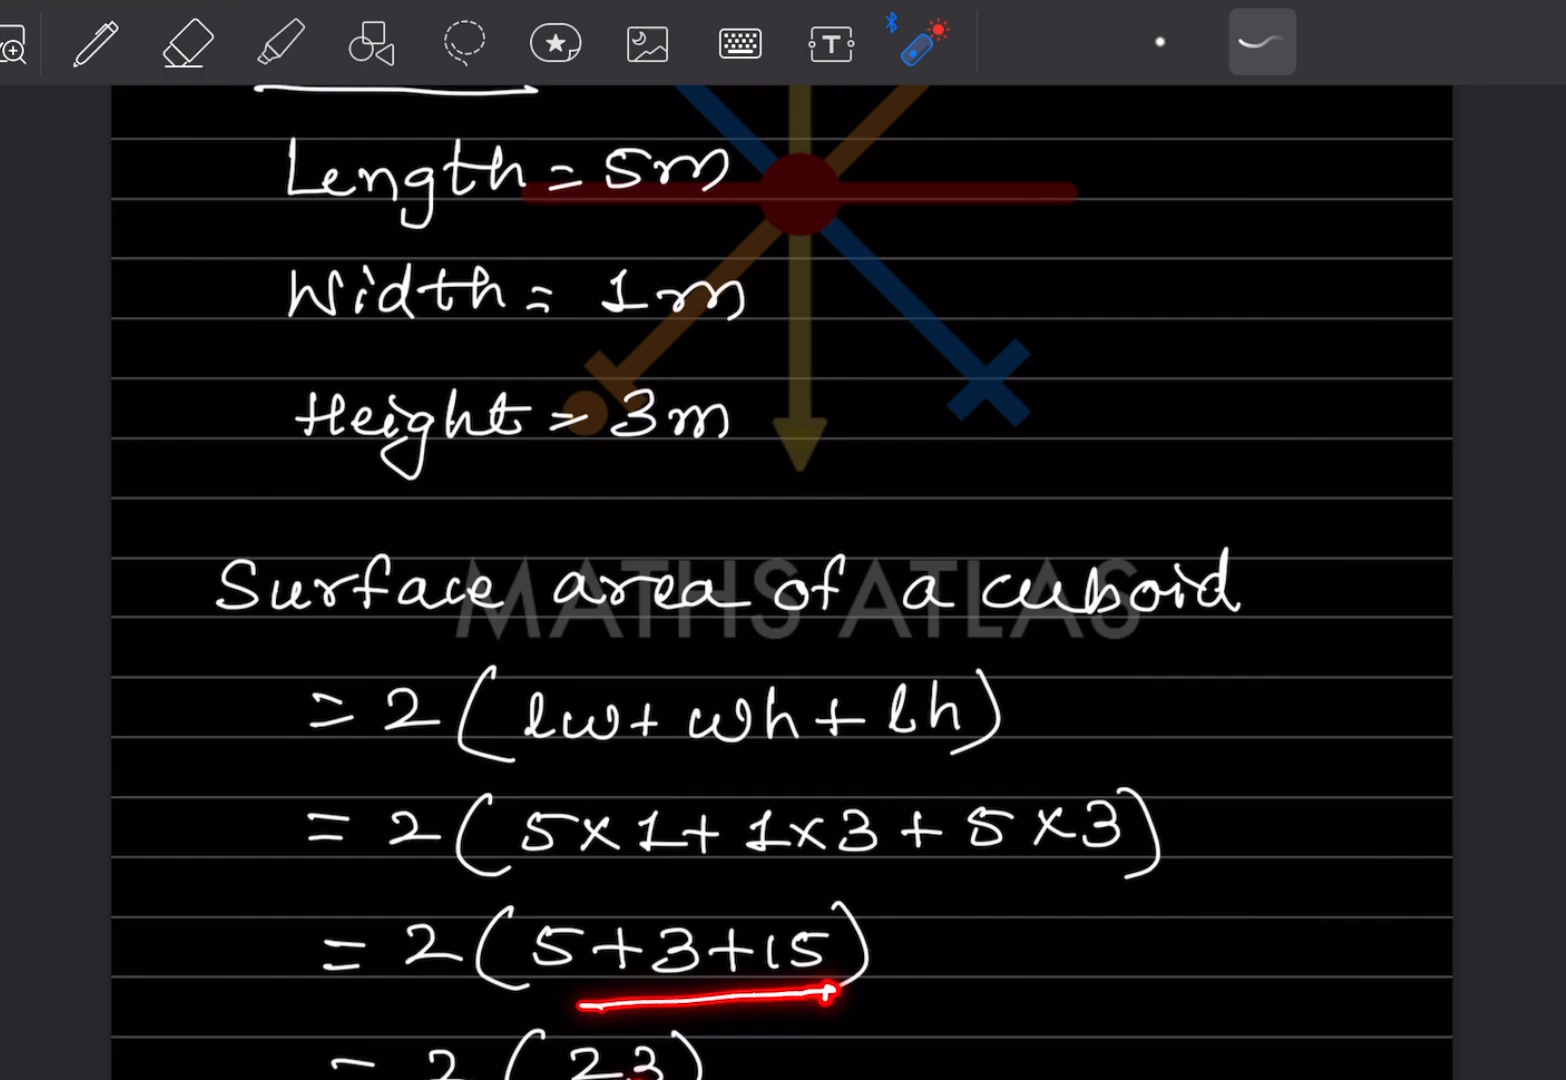 Length = 5m
Width = 1m
Height = 3m
Surface area of a cuboid
MATHS ATLAS
= 2 ( lw + wh + lh )
= 2 ( 5 × 1 + 1 × 3 + 5 × 3 )
= 2 ( 5 + 3 + 15 )
= 2 ( 23 )